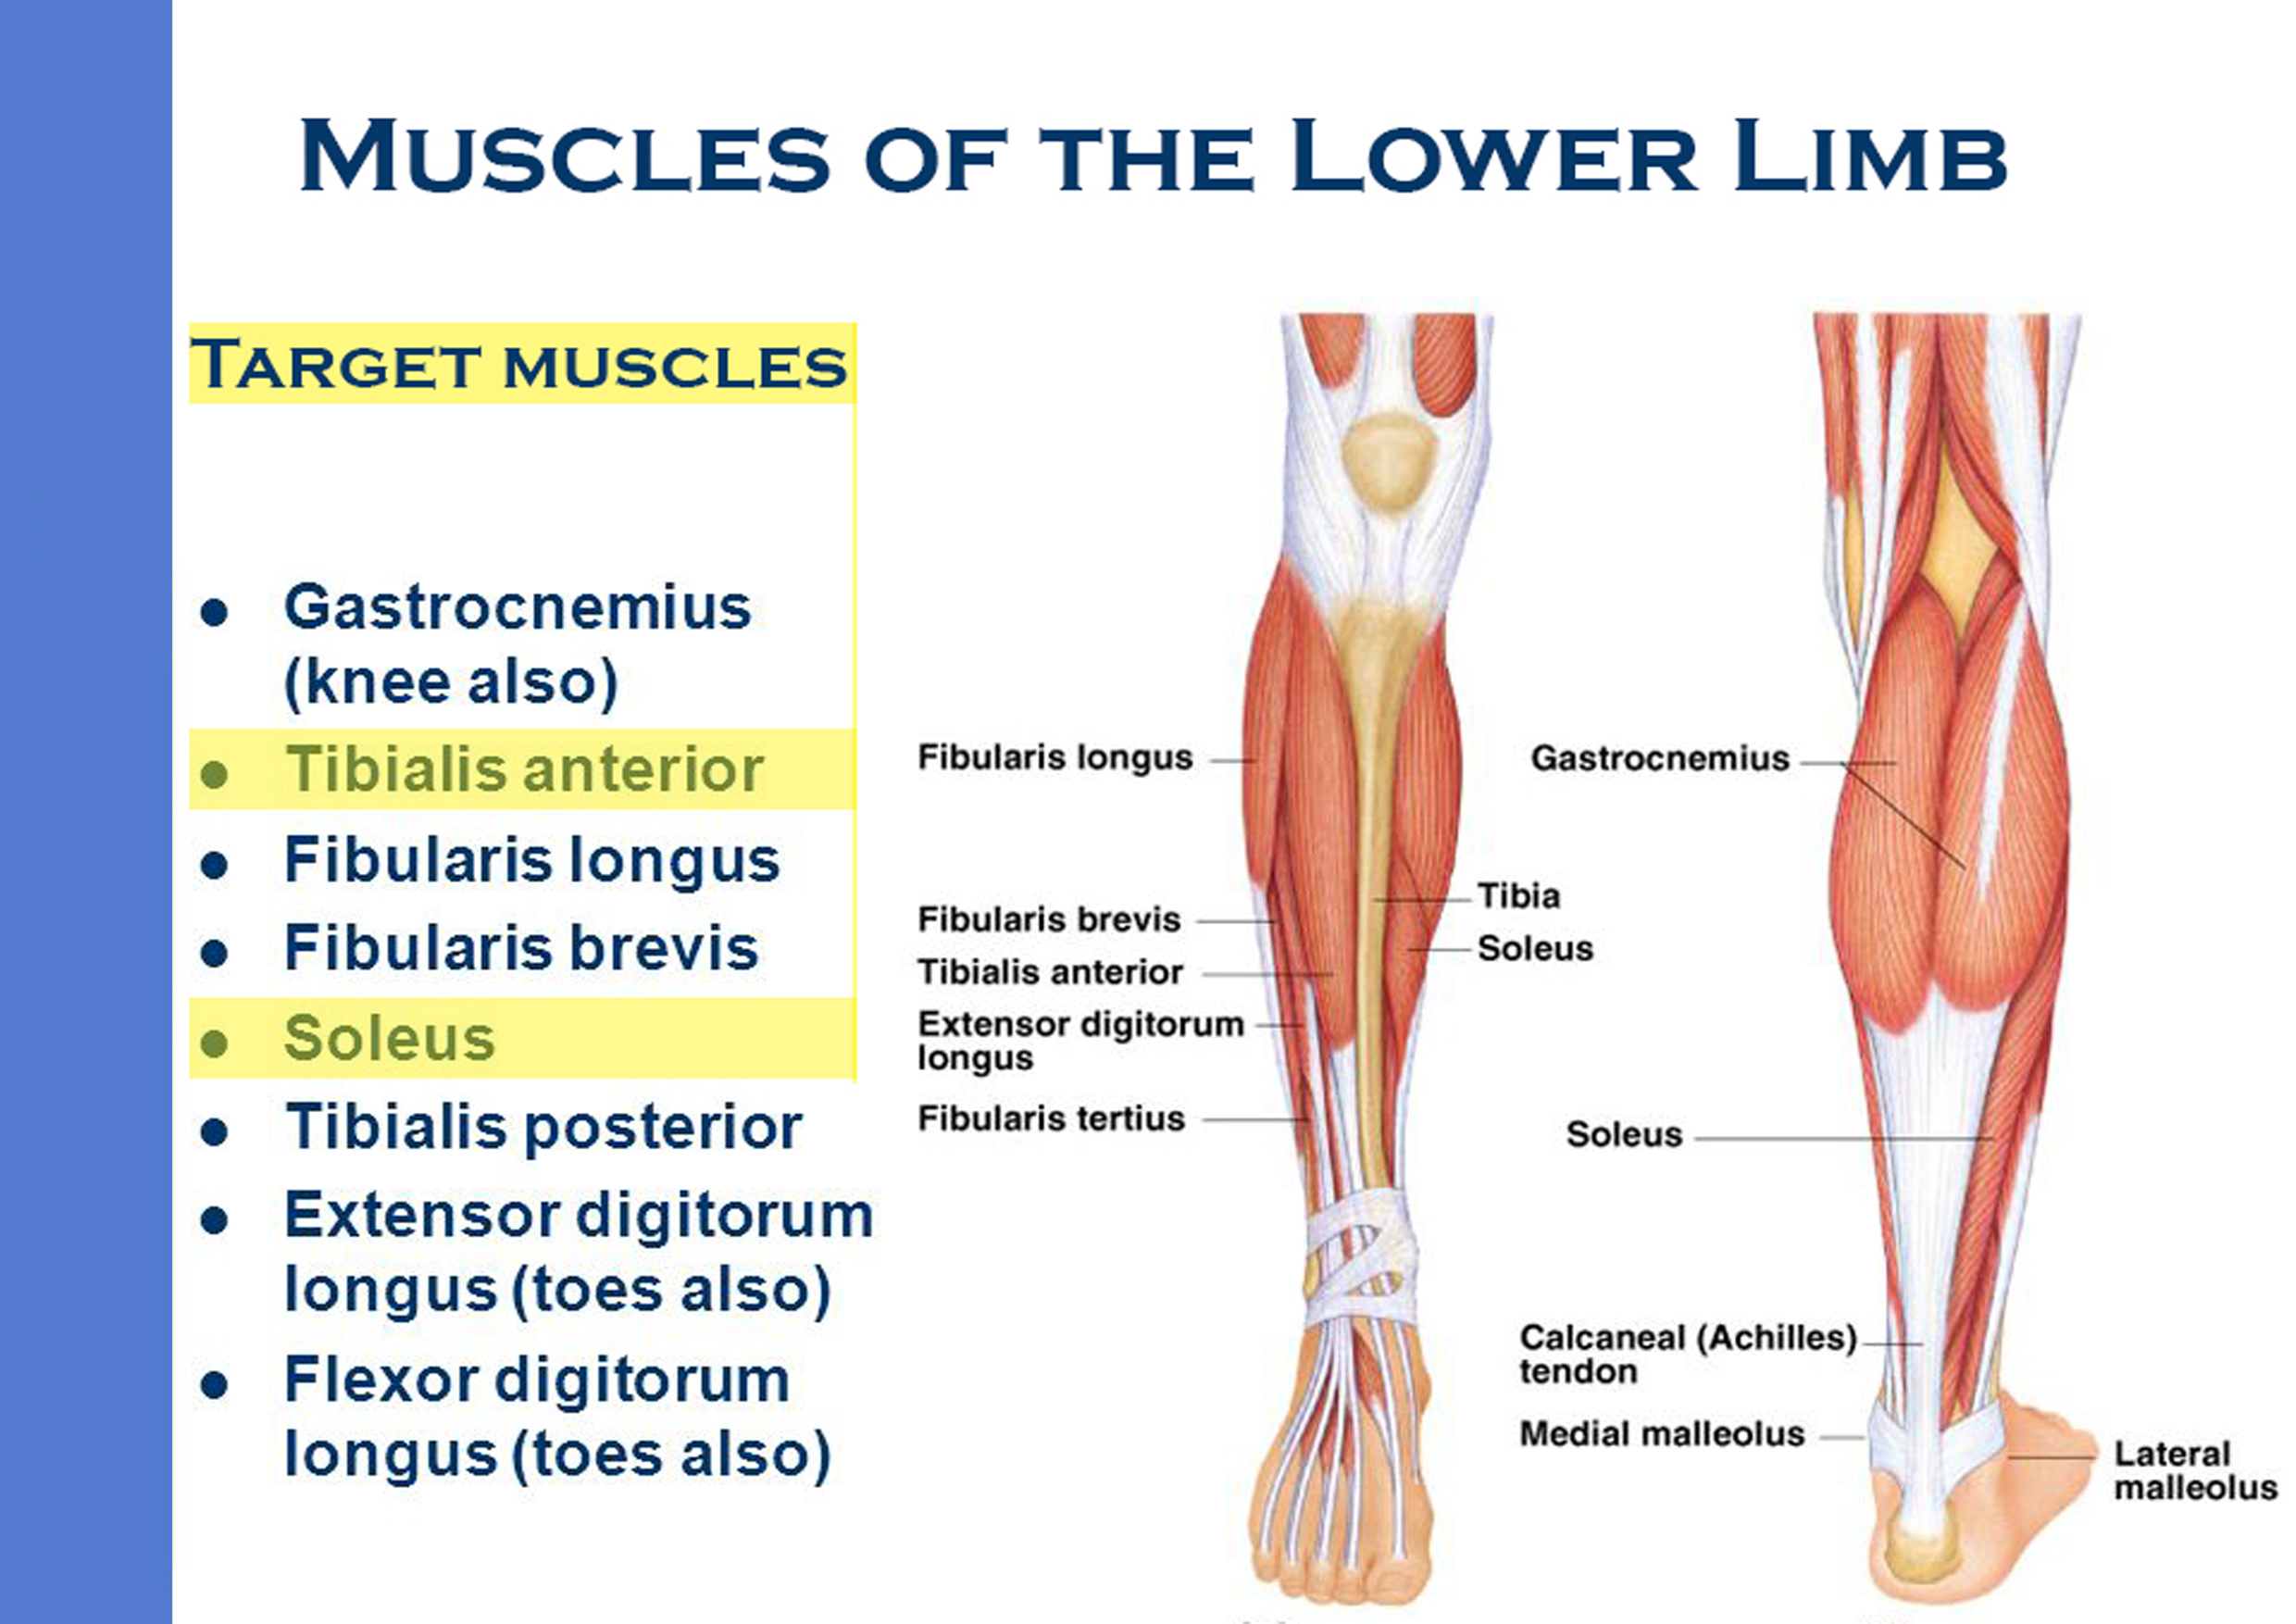 MUSCLES OF THE LOWER LIMB
TARGET MUSCLES
● Gastrocnemius
(knee also)
● Tibialis anterior
● Fibularis longus
● Fibularis brevis
● Soleus
● Tibialis posterior
● Extensor digitorum
longus (toes also)
● Flexor digitorum
longus (toes also)
Fibularis longus
Fibularis brevis
Tibialis anterior
Extensor digitorum
longus
Fibularis tertius
Tibia
Soleus
Gastrocnemius
Soleus
Calcaneal (Achilles)
tendon
Medial malleolus
Lateral
malleolus